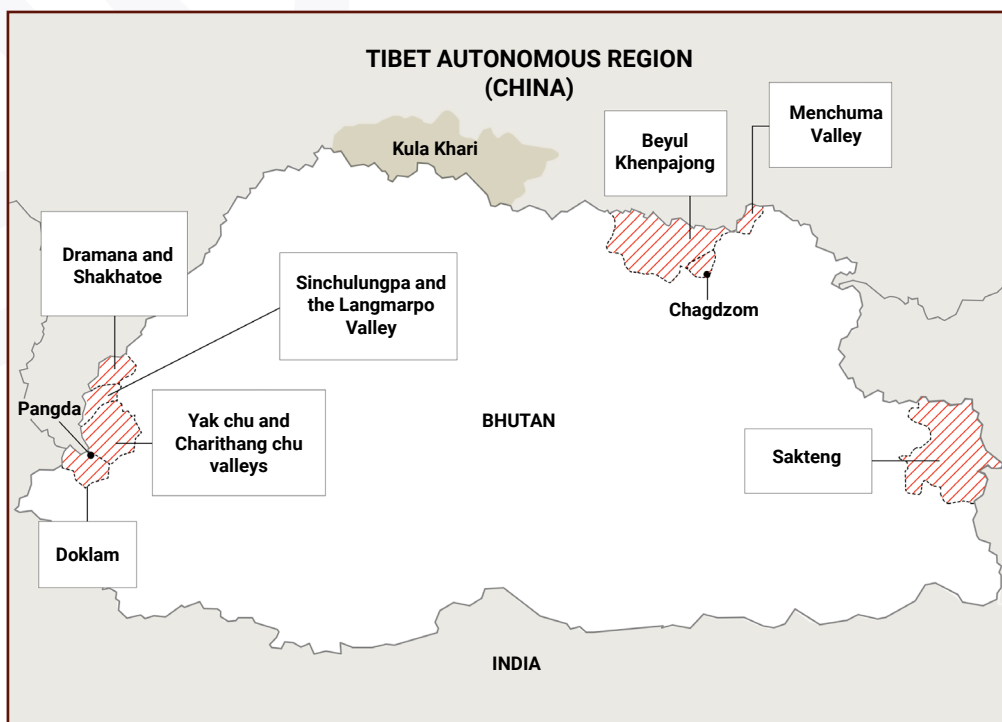 TIBET AUTONOMOUS REGION
(CHINA)
Kula Khari
Beyul
Khenpajong
Menchuma
Valley
Dramana and
Shakhatoe
Sinchulungpa and
the Langmarpo
Valley
Chagdzom
Pangda
Yak chu and
Charithang chu
valleys
BHUTAN
Sakteng
Doklam
INDIA